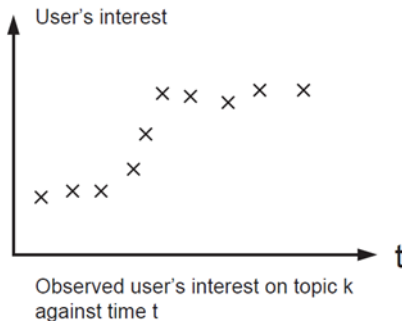 User's interest
t
Observed user's interest on topic k
against time t